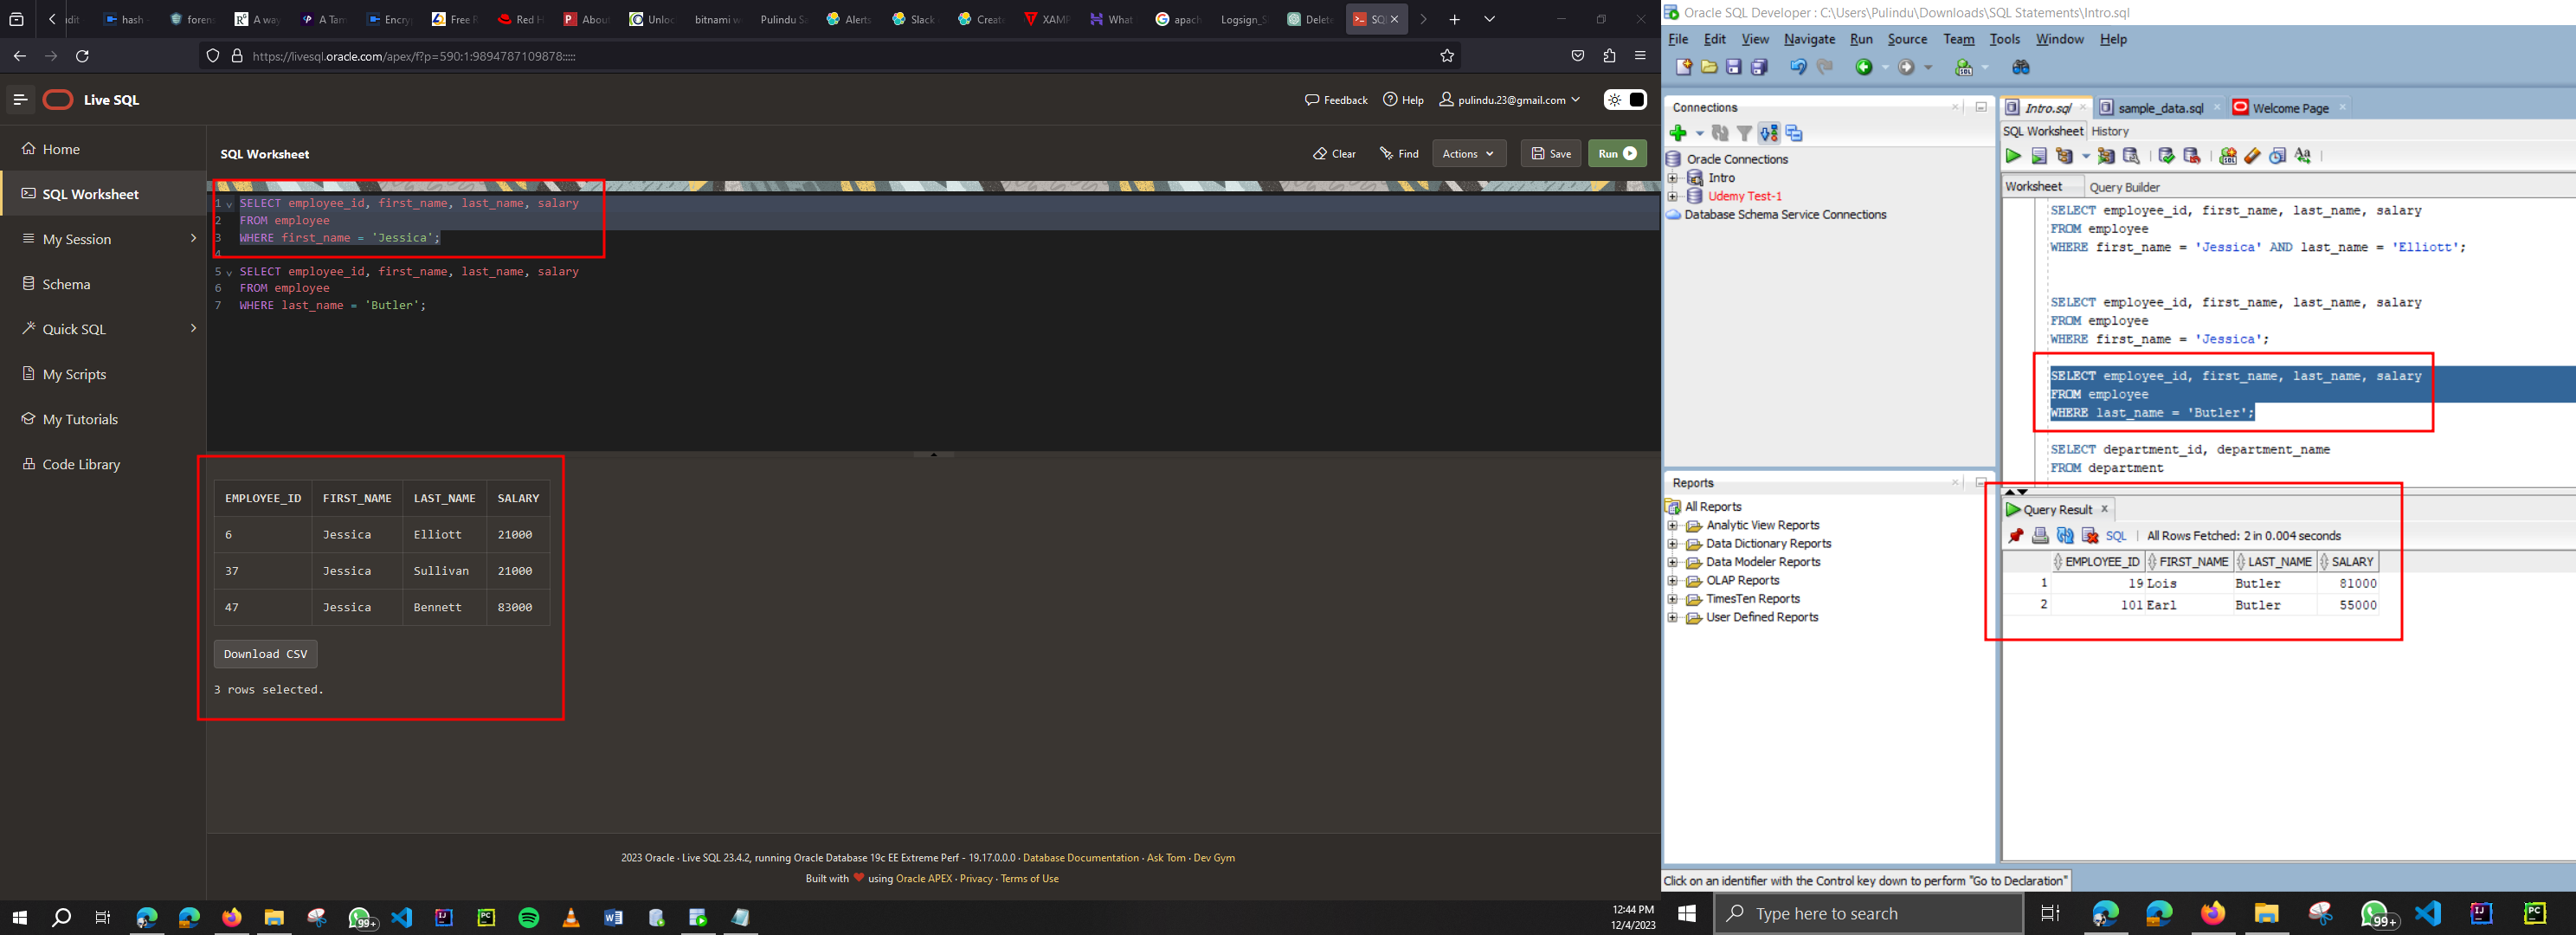 dit
hash
foren
A way
A Tam
Encry
Free R
Red H
About
Unloc
bitnami w
Pulindu Sa
Alerts
Slack
Create
XAMP
What
apach
Logsign_S
Delete
SQL
https://livesql.oracle.com/apex/f?p=590:1:9894787109878:::::
Live SQL
Feedback
Help
pulindu.23@gmail.com
Home
SQL Worksheet
My Session
Schema
Quick SQL
My Scripts
My Tutorials
Code Library
SQL Worksheet
Clear
Find
Actions
Save
Run
1 SELECT employee_id, first_name, last_name, salary
2 FROM employee
3 WHERE first_name = 'Jessica';
4
5 SELECT employee_id, first_name, last_name, salary
6 FROM employee
7 WHERE last_name = 'Butler';
EMPLOYEE_ID FIRST_NAME LAST_NAME SALARY
6 Jessica Elliott 21000
37 Jessica Sullivan 21000
47 Jessica Bennett 83000
Download CSV
3 rows selected.
2023 Oracle · Live SQL 23.4.2, running Oracle Database 19c EE Extreme Perf - 19.17.0.0.0 · Database Documentation · Ask Tom · Dev Gym
Built with ❤ using Oracle APEX · Privacy · Terms of Use
99+
12:44 PM
12/4/2023
Oracle SQL Developer : C:\Users\Pulindu\Downloads\SQL Statements\Intro.sql
File Edit View Navigate Run Source Team Tools Window Help
Connections
Oracle Connections
Intro
Udemy Test-1
Database Schema Service Connections
Reports
All Reports
Analytic View Reports
Data Dictionary Reports
Data Modeler Reports
OLAP Reports
TimesTen Reports
User Defined Reports
Intro.sql
sample_data.sql
Welcome Page
SQL Worksheet History
Worksheet Query Builder
SELECT employee_id, first_name, last_name, salary
FROM employee
WHERE first_name = 'Jessica' AND last_name = 'Elliott';
SELECT employee_id, first_name, last_name, salary
FROM employee
WHERE first_name = 'Jessica';
SELECT employee_id, first_name, last_name, salary
FROM employee
WHERE last_name = 'Butler';
SELECT department_id, department_name
FROM department
Query Result
SQL | All Rows Fetched: 2 in 0.004 seconds
EMPLOYEE_ID FIRST_NAME LAST_NAME SALARY
1 19 Lois Butler 81000
2 101 Earl Butler 55000
Click on an identifier with the Control key down to perform "Go to Declaration"
Type here to search
99+